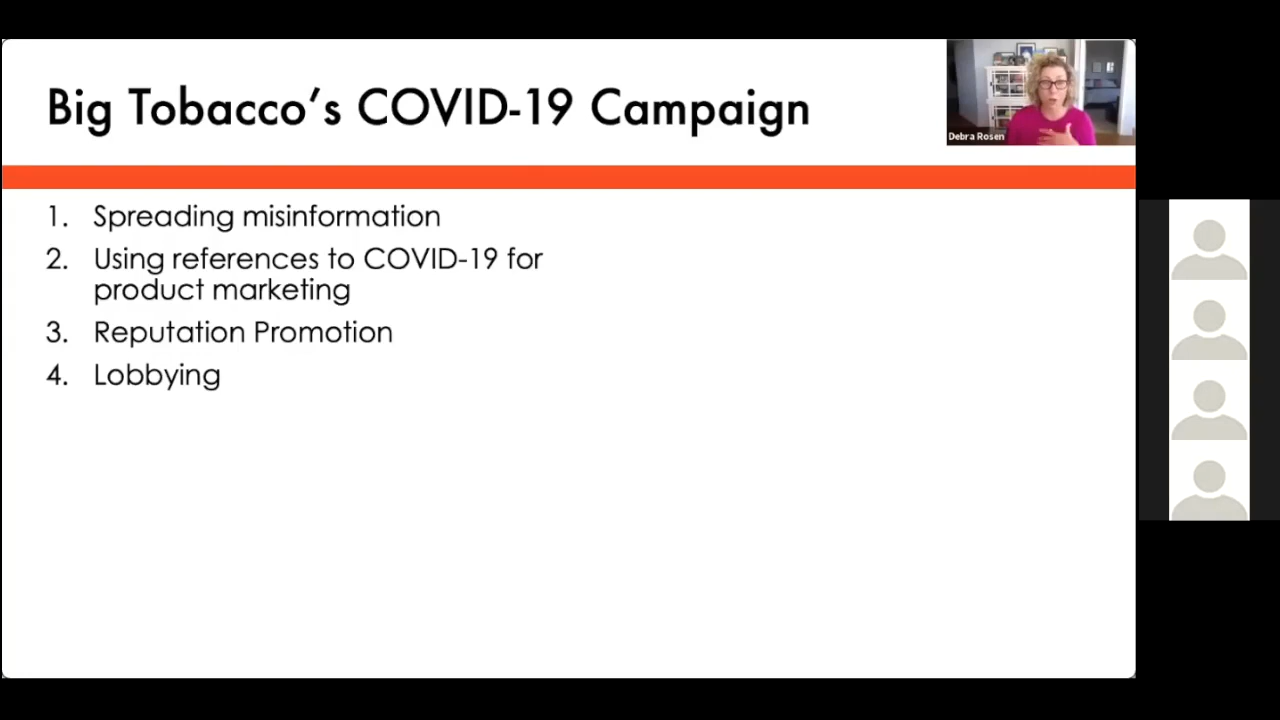 Big Tobacco's COVID-19 Campaign
Debra Rosen
1. Spreading misinformation
2. Using references to COVID-19 for
product marketing
3. Reputation Promotion
4. Lobbying